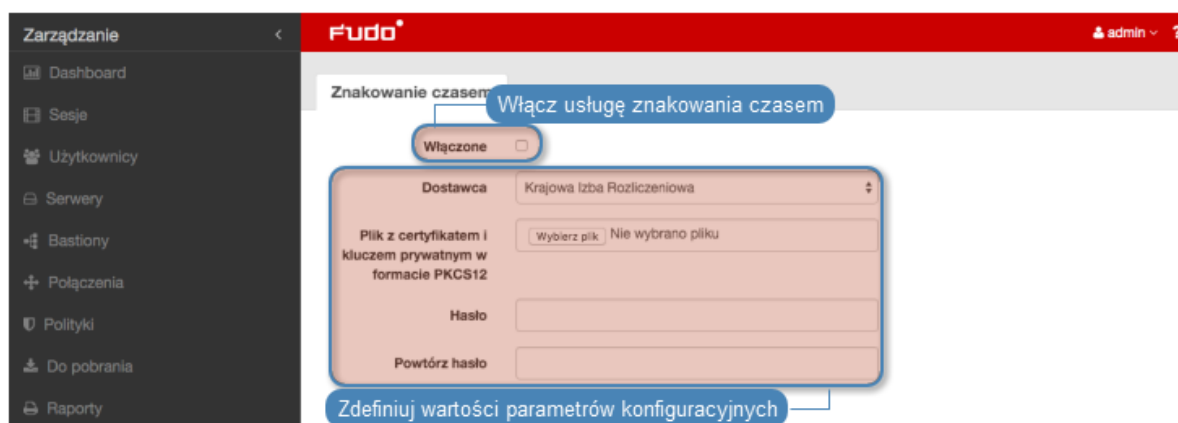 Zarządzanie
Dashboard
Sesje
Użytkownicy
Serwery
Bastiony
Połączenia
Polityki
Do pobrania
Raporty
FUDO
admin
?
Znakowanie czasem
Włącz usługę znakowania czasem
Włączone
Dostawca
Krajowa Izba Rozliczeniowa
Plik z certyfikatem i
kluczem prywatnym w
formacie PKCS12
Wybierz plik Nie wybrano pliku
Hasło
Powtórz hasło
Zdefiniuj wartości parametrów konfiguracyjnych